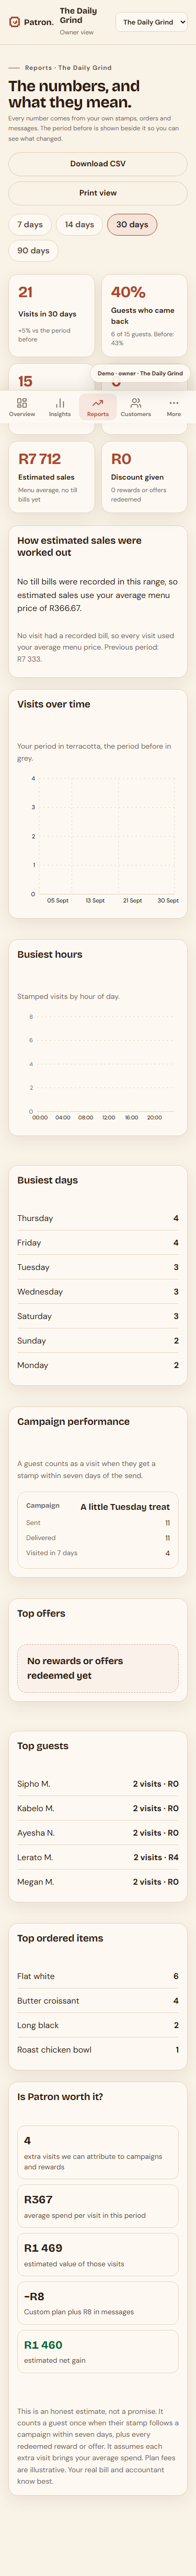 Patron.
The Daily
Grind
Owner view
The Daily Grind
Reports · The Daily Grind
The numbers, and
what they mean.
Every number comes from your own stamps, orders and
messages. The period before is shown beside it so you can
see what changed.
Download CSV
Print view
7 days
14 days
30 days
90 days
21
Visits in 30 days
+5% vs the period
before
40%
Guests who came
back
6 of 15 guests. Before:
43%
15
Demo · owner · The Daily Grind
Overview
Insights
Reports
Customers
More
R7 712
Estimated sales
Menu average, no till
bills yet
R0
Discount given
0 rewards or offers
redeemed
How estimated sales were
worked out
No till bills were recorded in this range, so
estimated sales use your average menu
price of R366.67.
No visit had a recorded bill, so every visit used
your average menu price. Previous period:
R7 333.
Visits over time
Your period in terracotta, the period before in
grey.
4
3
2
1
0
05 Sept
13 Sept
21 Sept
30 Sept
Busiest hours
Stamped visits by hour of day.
8
6
4
2
0
00:00
04:00
08:00
12:00
16:00
20:00
Busiest days
Thursday 4
Friday 4
Tuesday 3
Wednesday 3
Saturday 3
Sunday 2
Monday 2
Campaign performance
A guest counts as a visit when they get a
stamp within seven days of the send.
Campaign A little Tuesday treat
Sent 11
Delivered 11
Visited in 7 days 4
Top offers
No rewards or offers
redeemed yet
Top guests
Sipho M. 2 visits · R0
Kabelo M. 2 visits · R0
Ayesha N. 2 visits · R0
Lerato M. 2 visits · R4
Megan M. 2 visits · R0
Top ordered items
Flat white 6
Butter croissant 4
Long black 2
Roast chicken bowl 1
Is Patron worth it?
4
extra visits we can attribute to campaigns
and rewards
R367
average spend per visit in this period
R1 469
estimated value of those visits
−R8
Custom plan plus R8 in messages
R1 460
estimated net gain
This is an honest estimate, not a promise. It
counts a guest once when their stamp follows a
campaign within seven days, plus every
redeemed reward or offer. It assumes each
extra visit brings your average spend. Plan fees
are illustrative. Your real bill and accountant
know best.